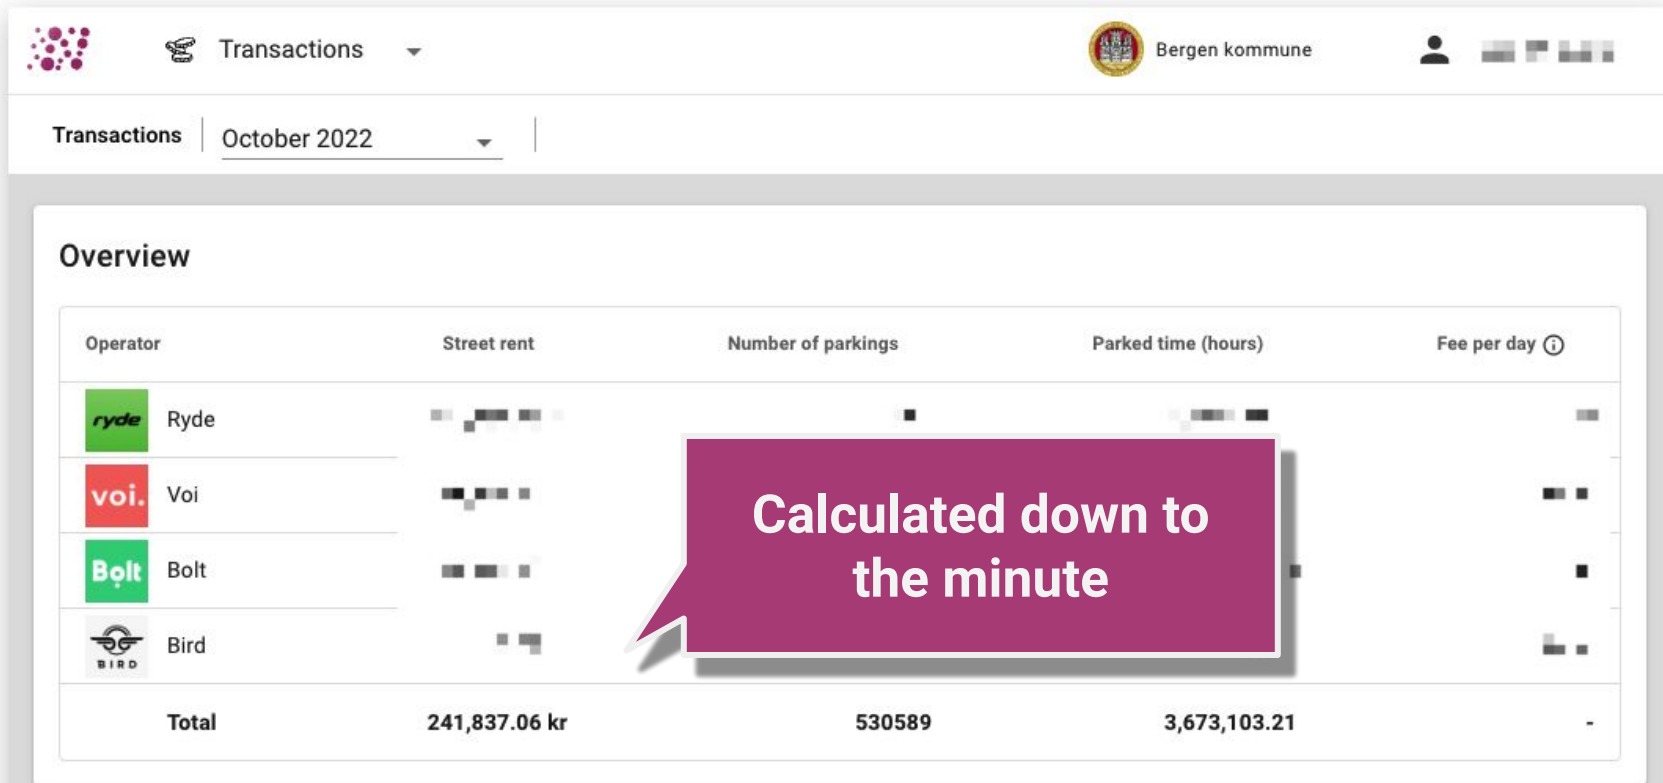 Transactions
Bergen kommune
Transactions
October 2022
Overview
Operator Street rent Number of parkings Parked time (hours) Fee per day
ryde Ryde
voi. Voi
Bolt Bolt
BIRD Bird
Calculated down to
the minute
Total 241,837.06 kr 530589 3,673,103.21 -